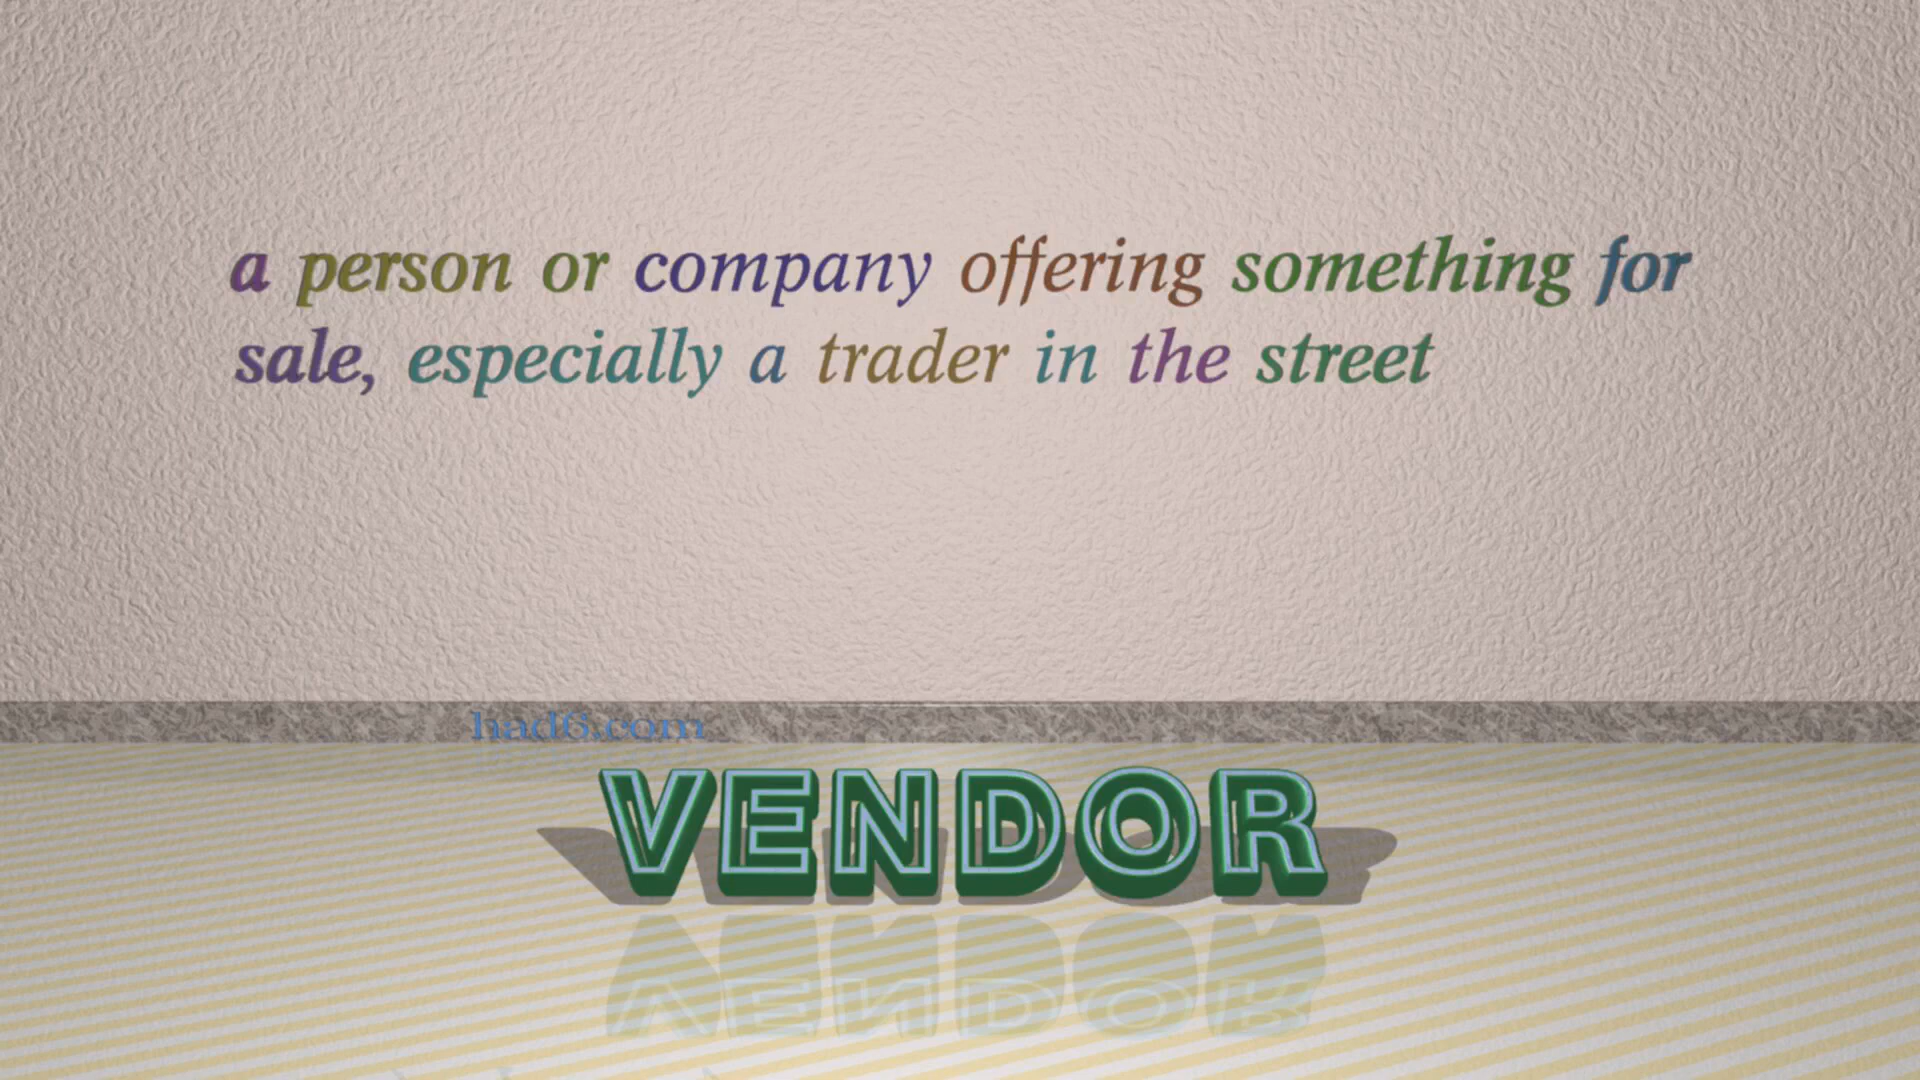 a person or company offering something for
sale, especially a trader in the street
had6.com
VENDOR